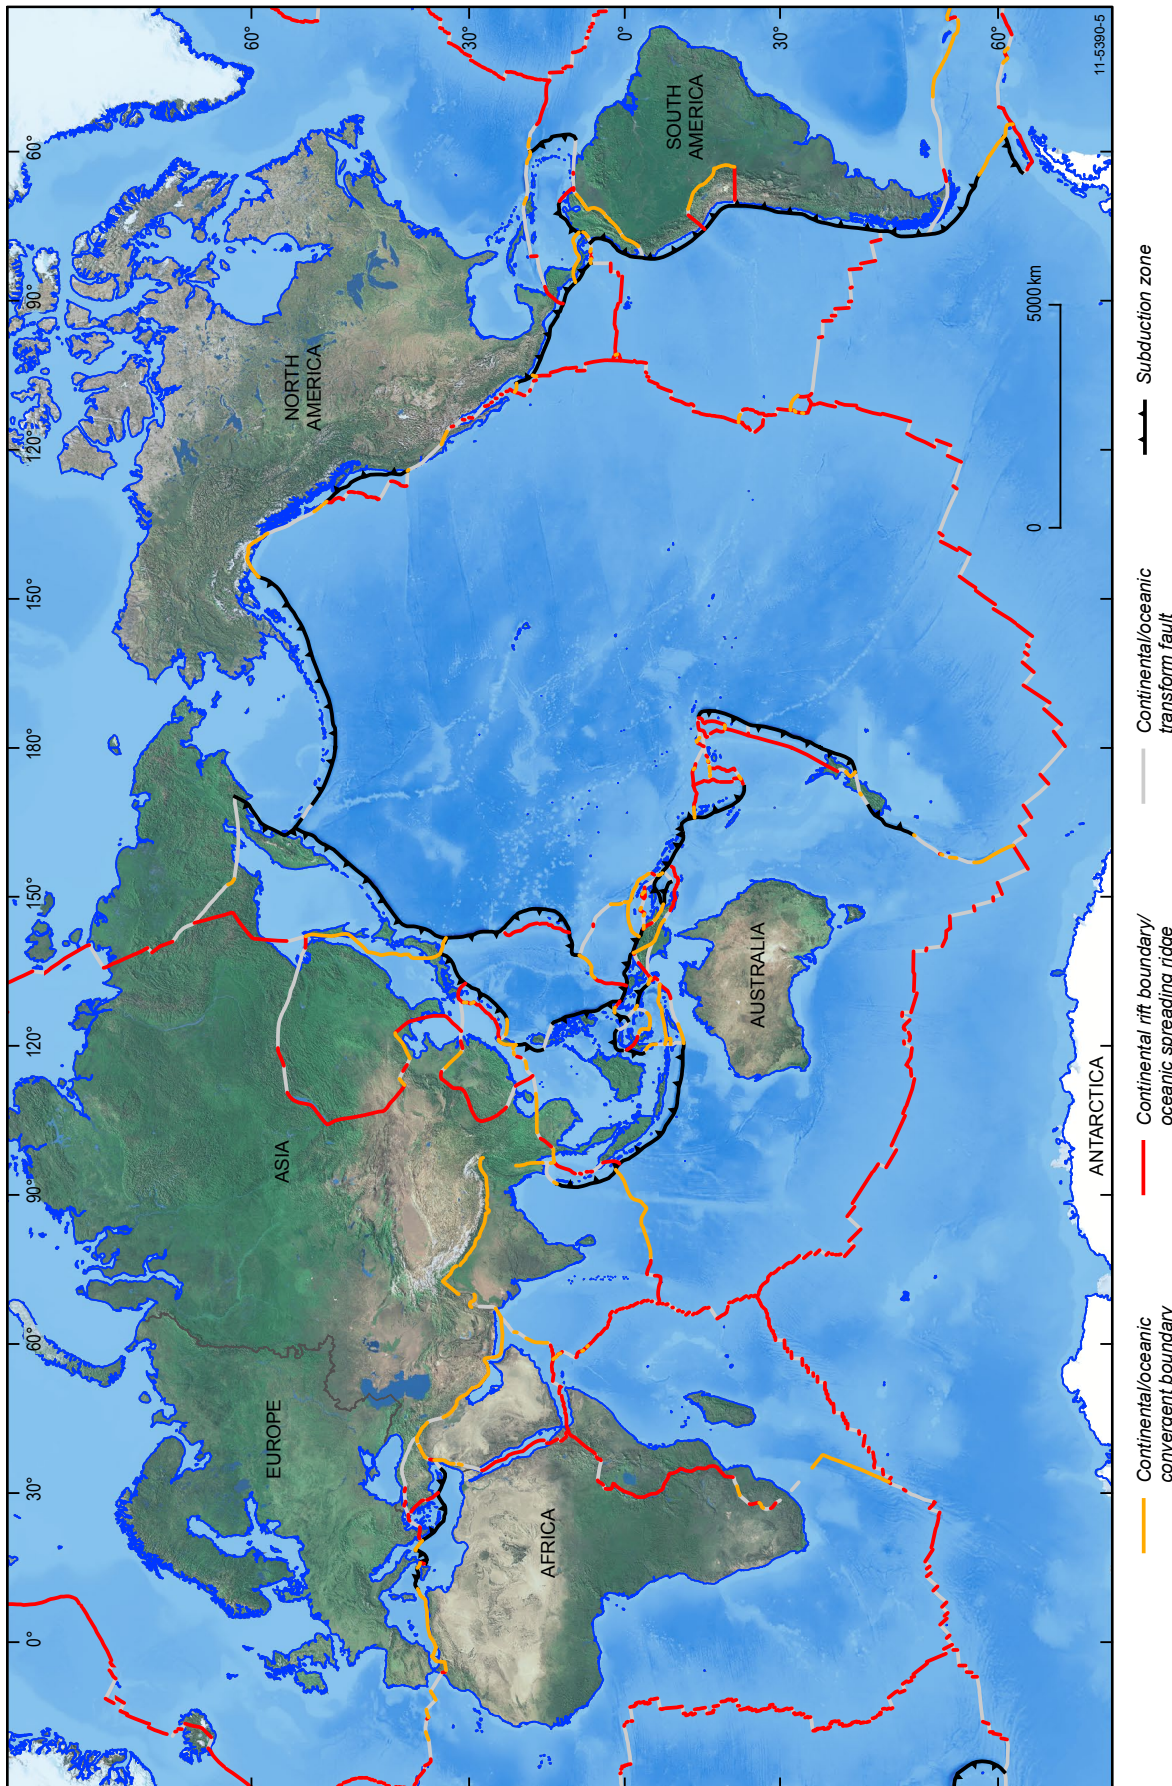 0°
30°
60°
90°
120°
150°
180°
150°
120°
90°
60°
60°
30°
0°
30°
60°
EUROPE
ASIA
NORTH
AMERICA
AFRICA
AUSTRALIA
SOUTH
AMERICA
ANTARCTICA
0
5000 km
11-5390-5
Continental/oceanic
convergent boundary
Continental rift boundary/
oceanic spreading ridge
Continental/oceanic
transform fault
Subduction zone